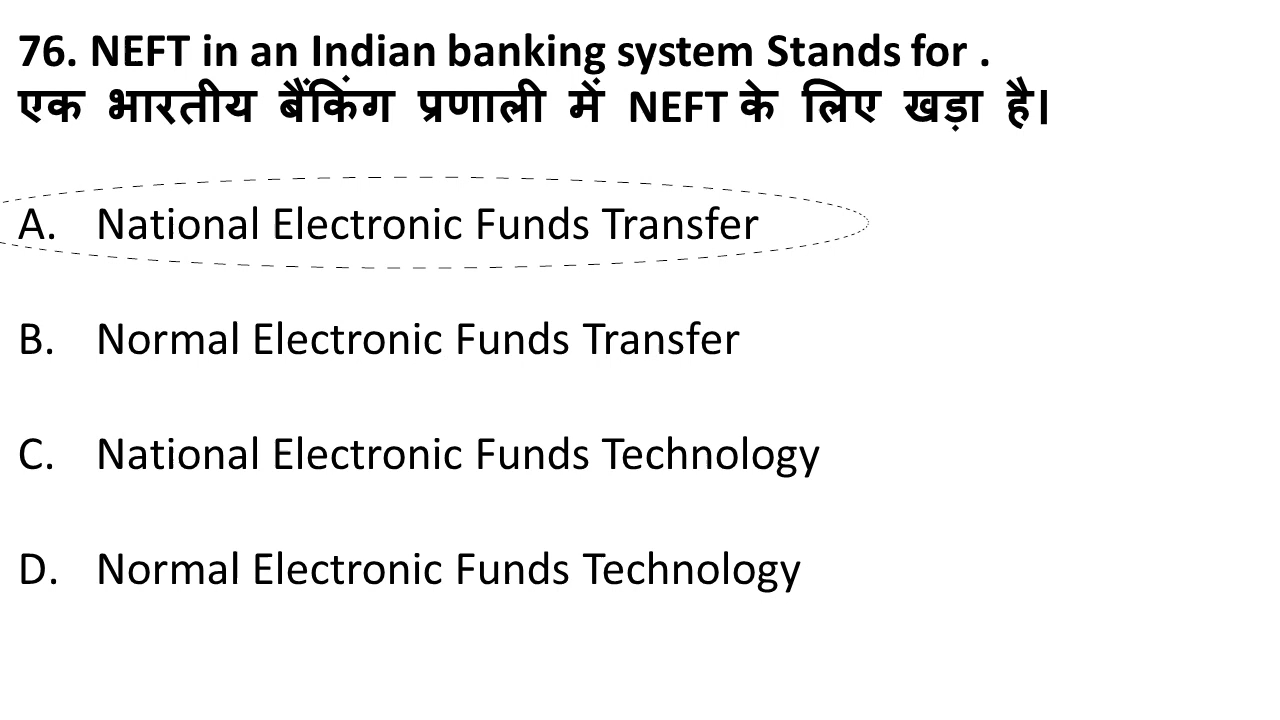 76. NEFT in an Indian banking system Stands for .
एक भारतीय बैंकिंग प्रणाली में NEFT के लिए खड़ा है।
A. National Electronic Funds Transfer
B. Normal Electronic Funds Transfer
C. National Electronic Funds Technology
D. Normal Electronic Funds Technology